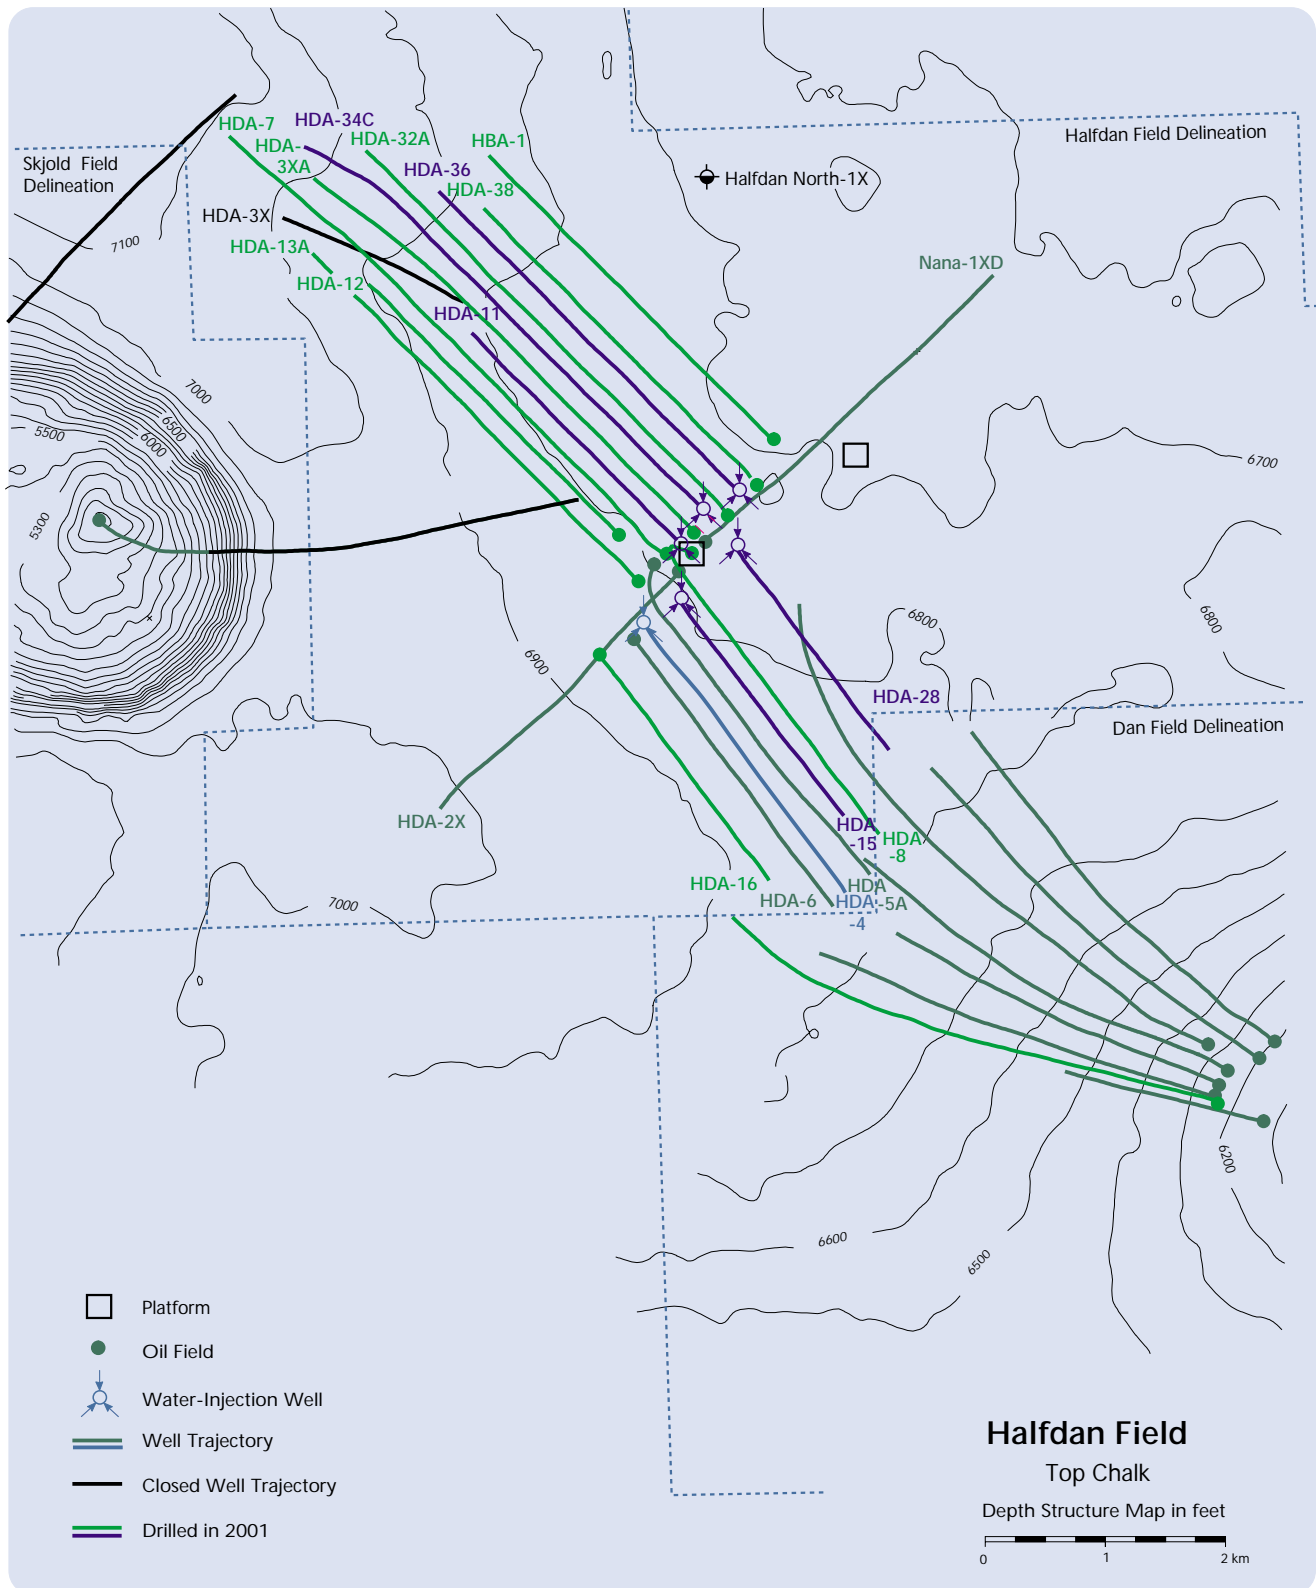 HDA-7
HDA-34C
HDA-
3XA
HDA-32A
HBA-1
Halfdan Field Delineation
Skjold Field
Delineation
HDA-36
HDA-38
Halfdan North-1X
HDA-3X
7100
HDA-13A
Nana-1XD
HDA-12
HDA-11
7000
6500
6000
5500
6700
5300
6800
6800
6900
HDA-28
Dan Field Delineation
HDA-2X
HDA
-15
HDA
-8
HDA-16
HDA-6
HDA
-5A
HDA
-4
7000
6200
6600
6500
Platform
Oil Field
Water-Injection Well
Well Trajectory
Closed Well Trajectory
Drilled in 2001
Halfdan Field
Top Chalk
Depth Structure Map in feet
0 1 2 km